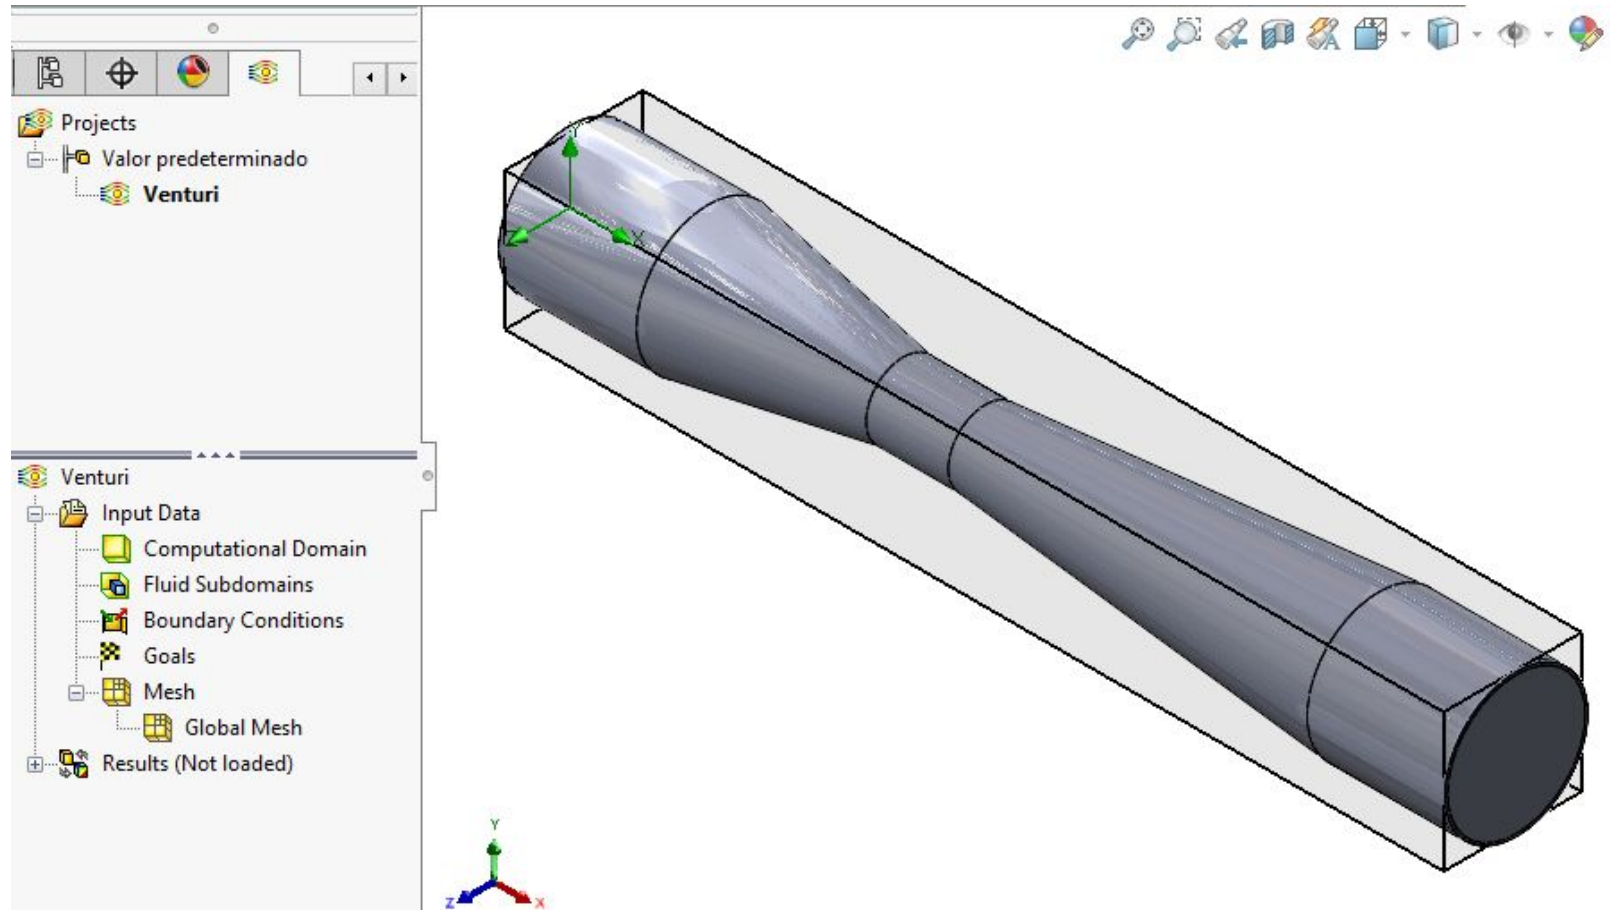 Projects
Valor predeterminado
Venturi
Venturi
Input Data
Computational Domain
Fluid Subdomains
Boundary Conditions
Goals
Mesh
Global Mesh
Results (Not loaded)
Y
Z
X
Y
Z
X